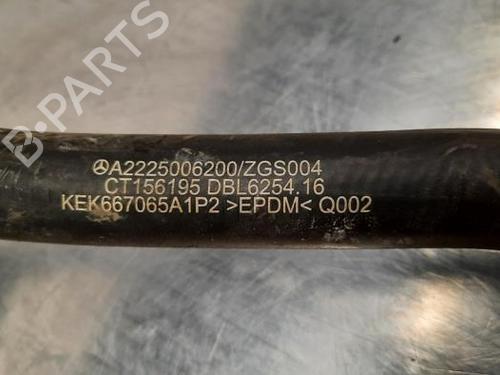 A2225006200/ZGS004
CT156195 DBL6254.16
KEK667065A1P2 >EPDM< Q002
B-PARTS